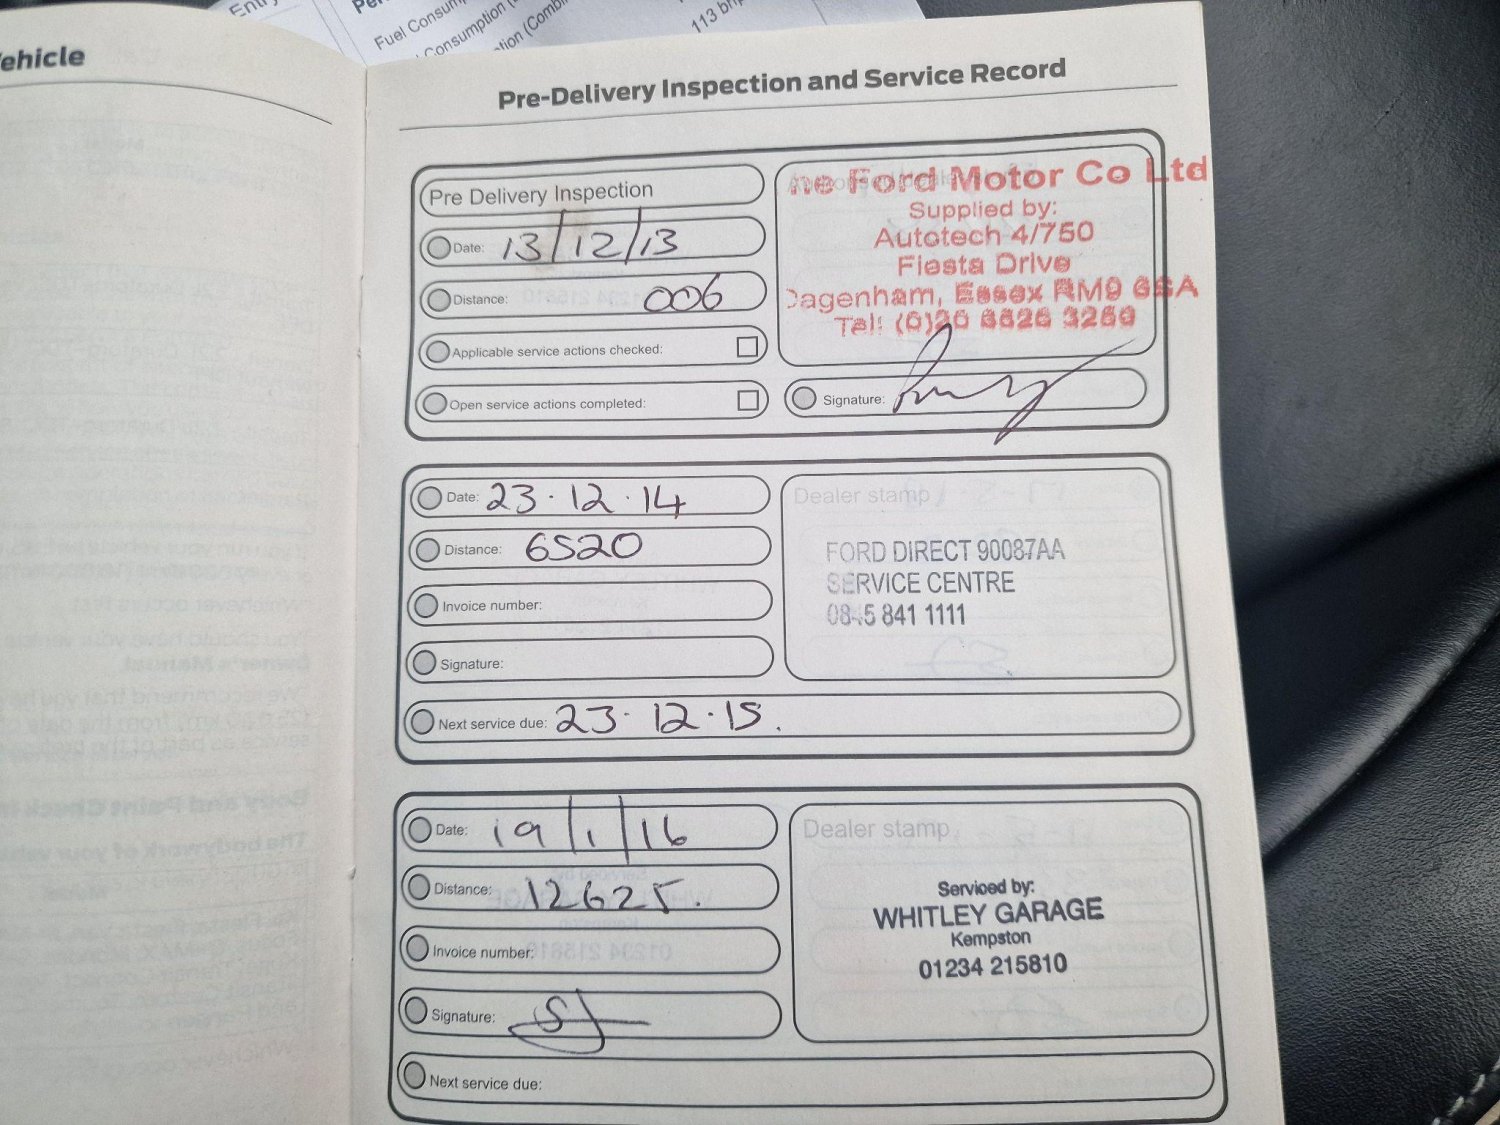 Entry
Fuel Consum
Consumption (
tion (Combi
113 bh
ehicle
Pre-Delivery Inspection and Service Record
Pre Delivery Inspection
Date: 13/12/13
Distance: 006
Applicable service actions checked:
Open service actions completed:
he Ford Motor Co Ltd
Supplied by:
Autotech 4/750
Fiesta Drive
Dagenham, Essex RM9 6SA
Tel: (0)20 8526 3260
Signature:
Date: 23.12.14
Distance: 6520
Invoice number:
Signature:
Next service due: 23.12.15.
Dealer stamp
FORD DIRECT 90087AA
SERVICE CENTRE
0845 841 1111
Date: 19/1/16
Distance: 12625.
Invoice number:
Signature:
Next service due:
Dealer stamp
Serviced by:
WHITLEY GARAGE
Kempston
01234 215810